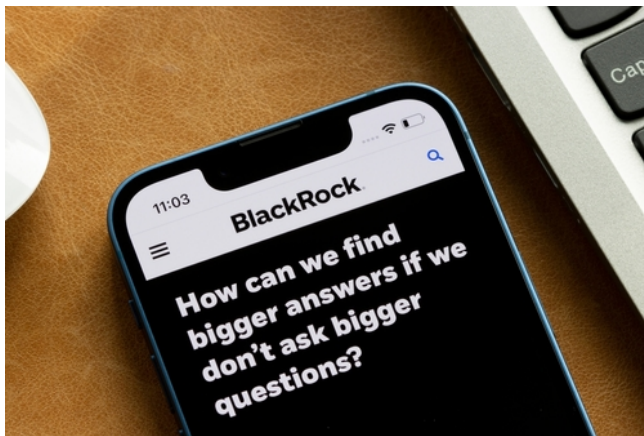 11:03
BlackRock.
How can we find
bigger answers if we
don't ask bigger
questions?
Cap